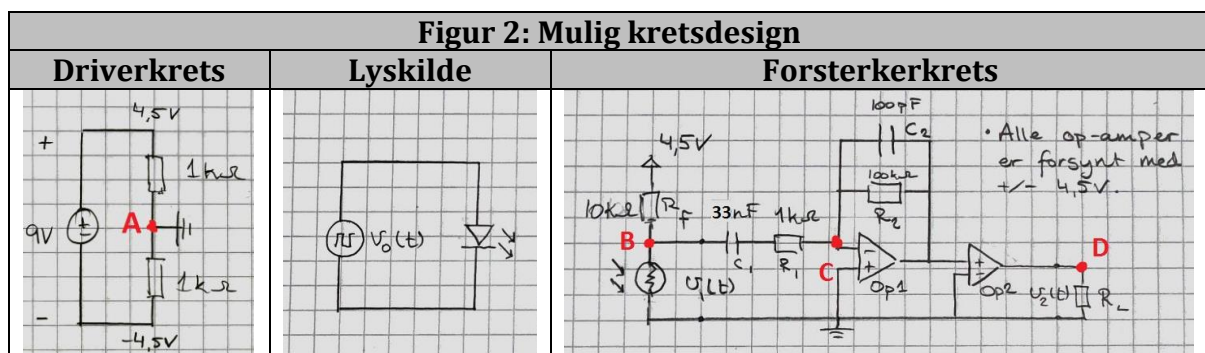 Figur 2: Mulig kretsdesign
Driverkrets
Lyskilde
Forsterkerkrets
4,5V
+
1kΩ
9V
A
1kΩ
-
-4,5V
V₀(t)
4,5V
10kΩ
R_f
B
33nF
C₁
1kΩ
R₁
C
V₁(t)
100pF
C₂
100kΩ
R₂
-
+
Op1
+
-
Op2
V₂(t)
D
R_L
• Alle op-amper
er forsynt med
+/- 4,5V.